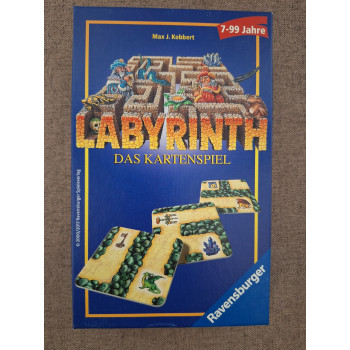 Max J. Kobbert
7-99 Jahre
LABYRINTH
DAS KARTENSPIEL
Ravensburger